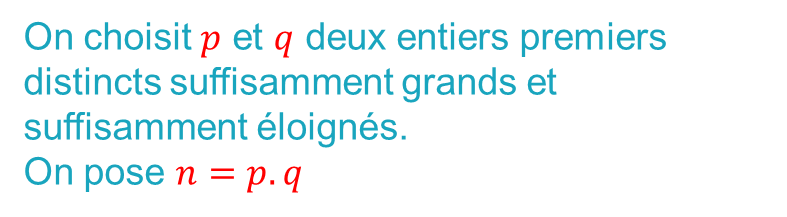 On choisit p et q deux entiers premiers
distincts suffisamment grands et
suffisamment éloignés.
On pose n = p.q